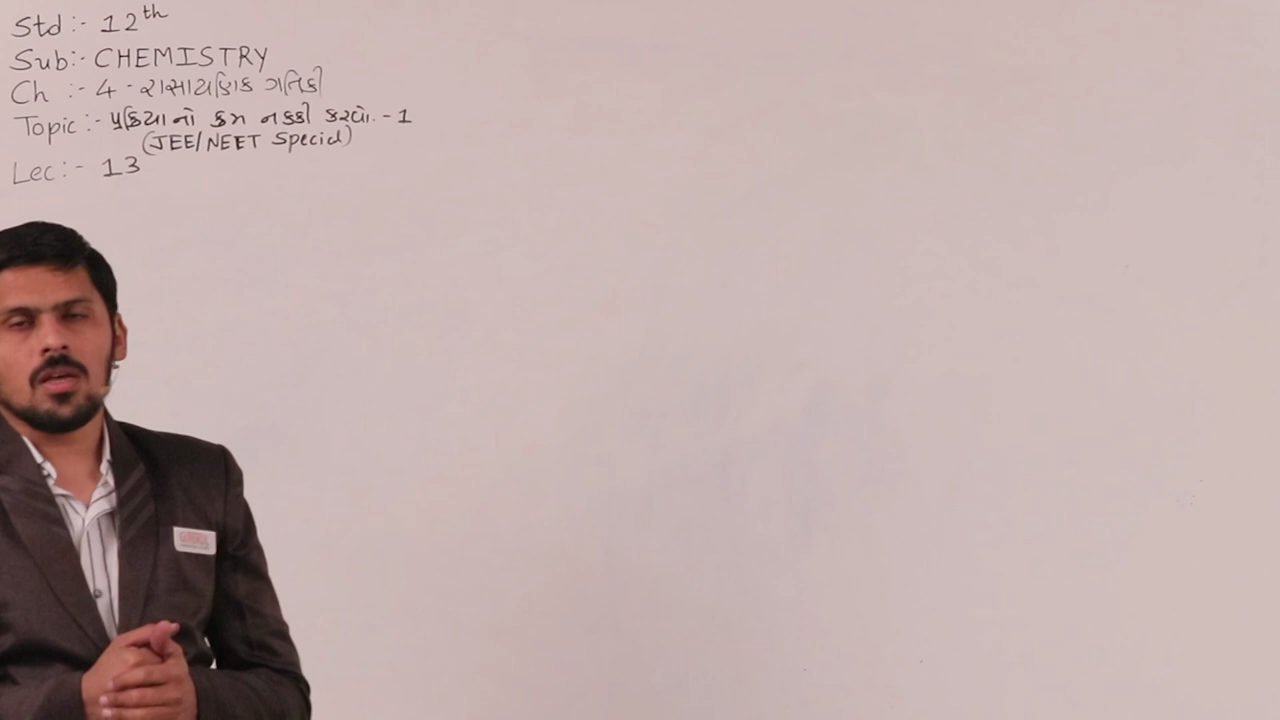 Std :- 12th
Sub:- CHEMISTRY
Ch :- 4 - રાસાયણિક ગતિકી
Topic :- પ્રક્રિયાનો ક્રમ નક્કી કરવો. - 1
(JEE/NEET Special)
Lec :- 13